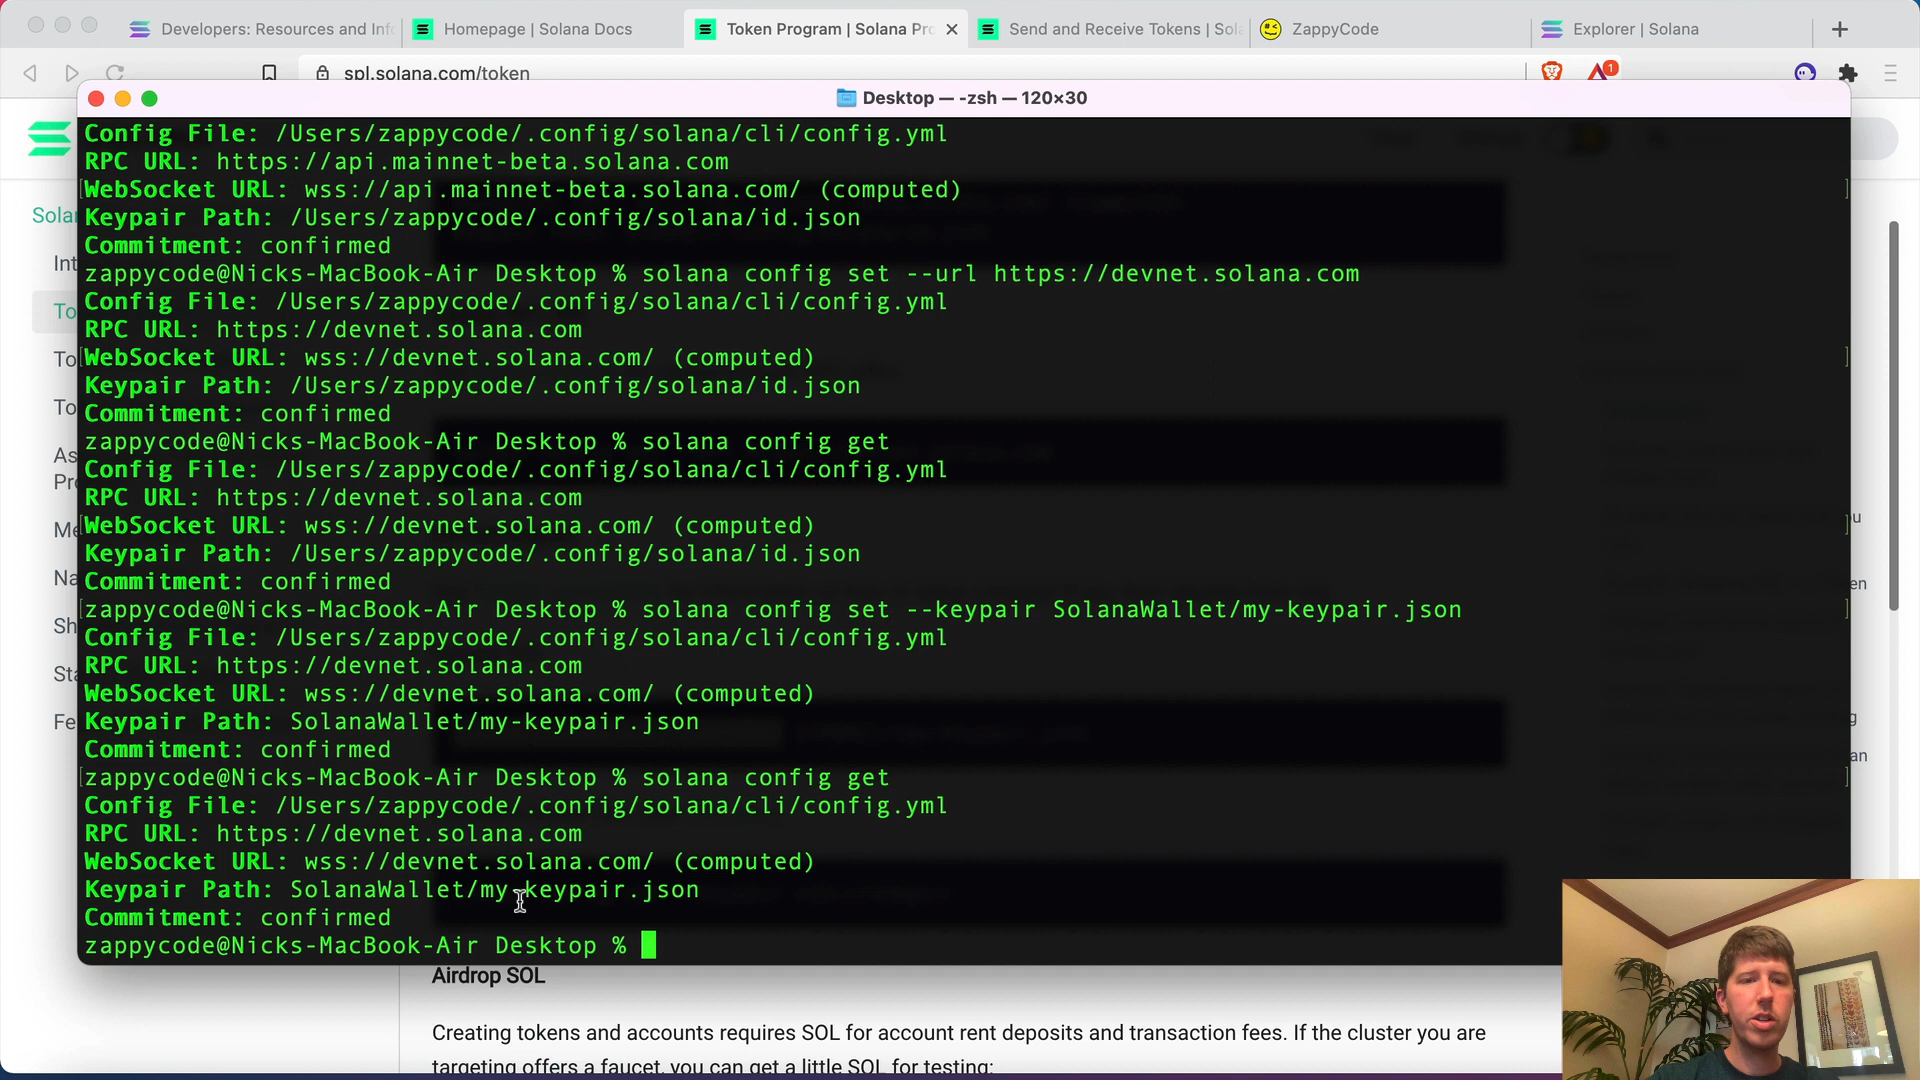 Developers: Resources and Inf
Homepage | Solana Docs
Token Program | Solana Pro
Send and Receive Tokens | Sol
ZappyCode
Explorer | Solana
spl.solana.com/token
1
Desktop — -zsh — 120×30
Config File: /Users/zappycode/.config/solana/cli/config.yml
RPC URL: https://api.mainnet-beta.solana.com
WebSocket URL: wss://api.mainnet-beta.solana.com/ (computed)
Keypair Path: /Users/zappycode/.config/solana/id.json
Commitment: confirmed
zappycode@Nicks-MacBook-Air Desktop % solana config set --url https://devnet.solana.com
Config File: /Users/zappycode/.config/solana/cli/config.yml
RPC URL: https://devnet.solana.com
WebSocket URL: wss://devnet.solana.com/ (computed)
Keypair Path: /Users/zappycode/.config/solana/id.json
Commitment: confirmed
zappycode@Nicks-MacBook-Air Desktop % solana config get
Config File: /Users/zappycode/.config/solana/cli/config.yml
RPC URL: https://devnet.solana.com
WebSocket URL: wss://devnet.solana.com/ (computed)
Keypair Path: /Users/zappycode/.config/solana/id.json
Commitment: confirmed
zappycode@Nicks-MacBook-Air Desktop % solana config set --keypair SolanaWallet/my-keypair.json
Config File: /Users/zappycode/.config/solana/cli/config.yml
RPC URL: https://devnet.solana.com
WebSocket URL: wss://devnet.solana.com/ (computed)
Keypair Path: SolanaWallet/my-keypair.json
Commitment: confirmed
zappycode@Nicks-MacBook-Air Desktop % solana config get
Config File: /Users/zappycode/.config/solana/cli/config.yml
RPC URL: https://devnet.solana.com
WebSocket URL: wss://devnet.solana.com/ (computed)
Keypair Path: SolanaWallet/my-keypair.json
Commitment: confirmed
zappycode@Nicks-MacBook-Air Desktop %
Solar
Int
To
To
To
As
Pr
Me
Na
Sh
Sta
Fe
Airdrop SOL
Creating tokens and accounts requires SOL for account rent deposits and transaction fees. If the cluster you are
targeting offers a faucet, you can get a little SOL for testing: